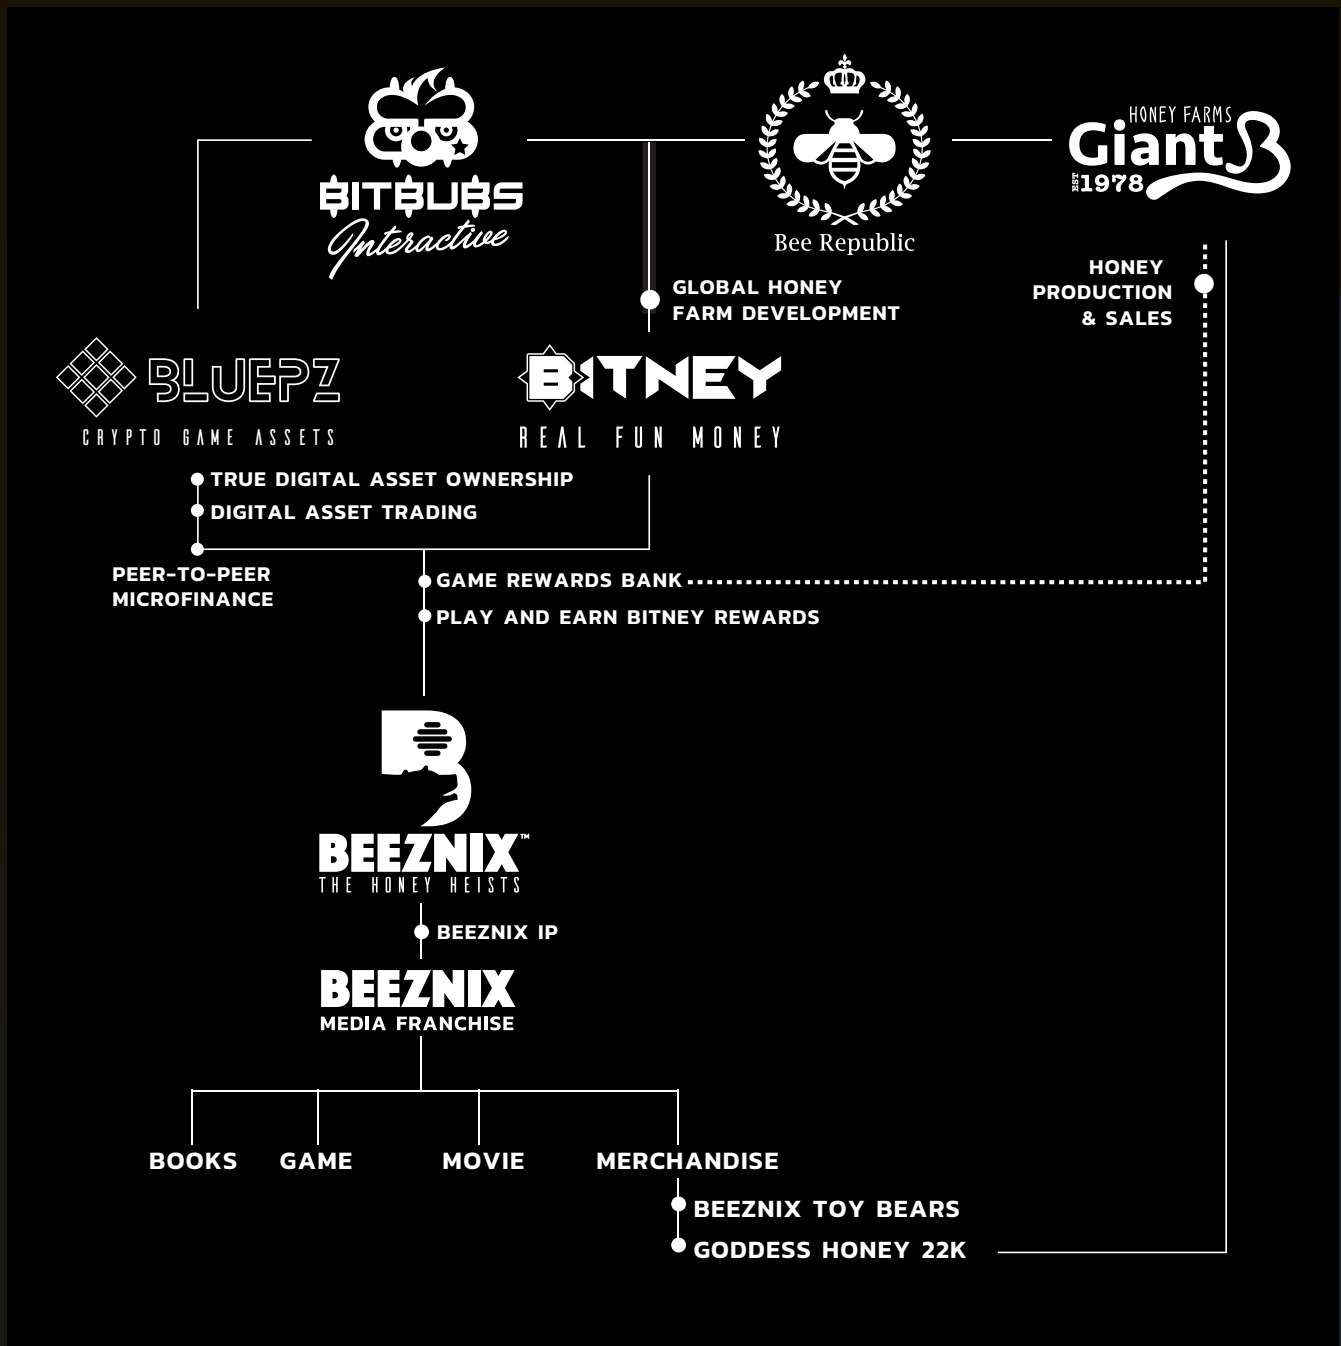 BITBUBS
Interactive
Bee Republic
HONEY FARMS
Giant B
EST 1978
GLOBAL HONEY
FARM DEVELOPMENT
HONEY
PRODUCTION
& SALES
BLUEPZ
CRYPTO GAME ASSETS
BITNEY
REAL FUN MONEY
TRUE DIGITAL ASSET OWNERSHIP
DIGITAL ASSET TRADING
PEER-TO-PEER
MICROFINANCE
GAME REWARDS BANK
PLAY AND EARN BITNEY REWARDS
B
BEEZNIX™
THE HONEY HEISTS
BEEZNIX IP
BEEZNIX
MEDIA FRANCHISE
BOOKS
GAME
MOVIE
MERCHANDISE
BEEZNIX TOY BEARS
GODDESS HONEY 22K